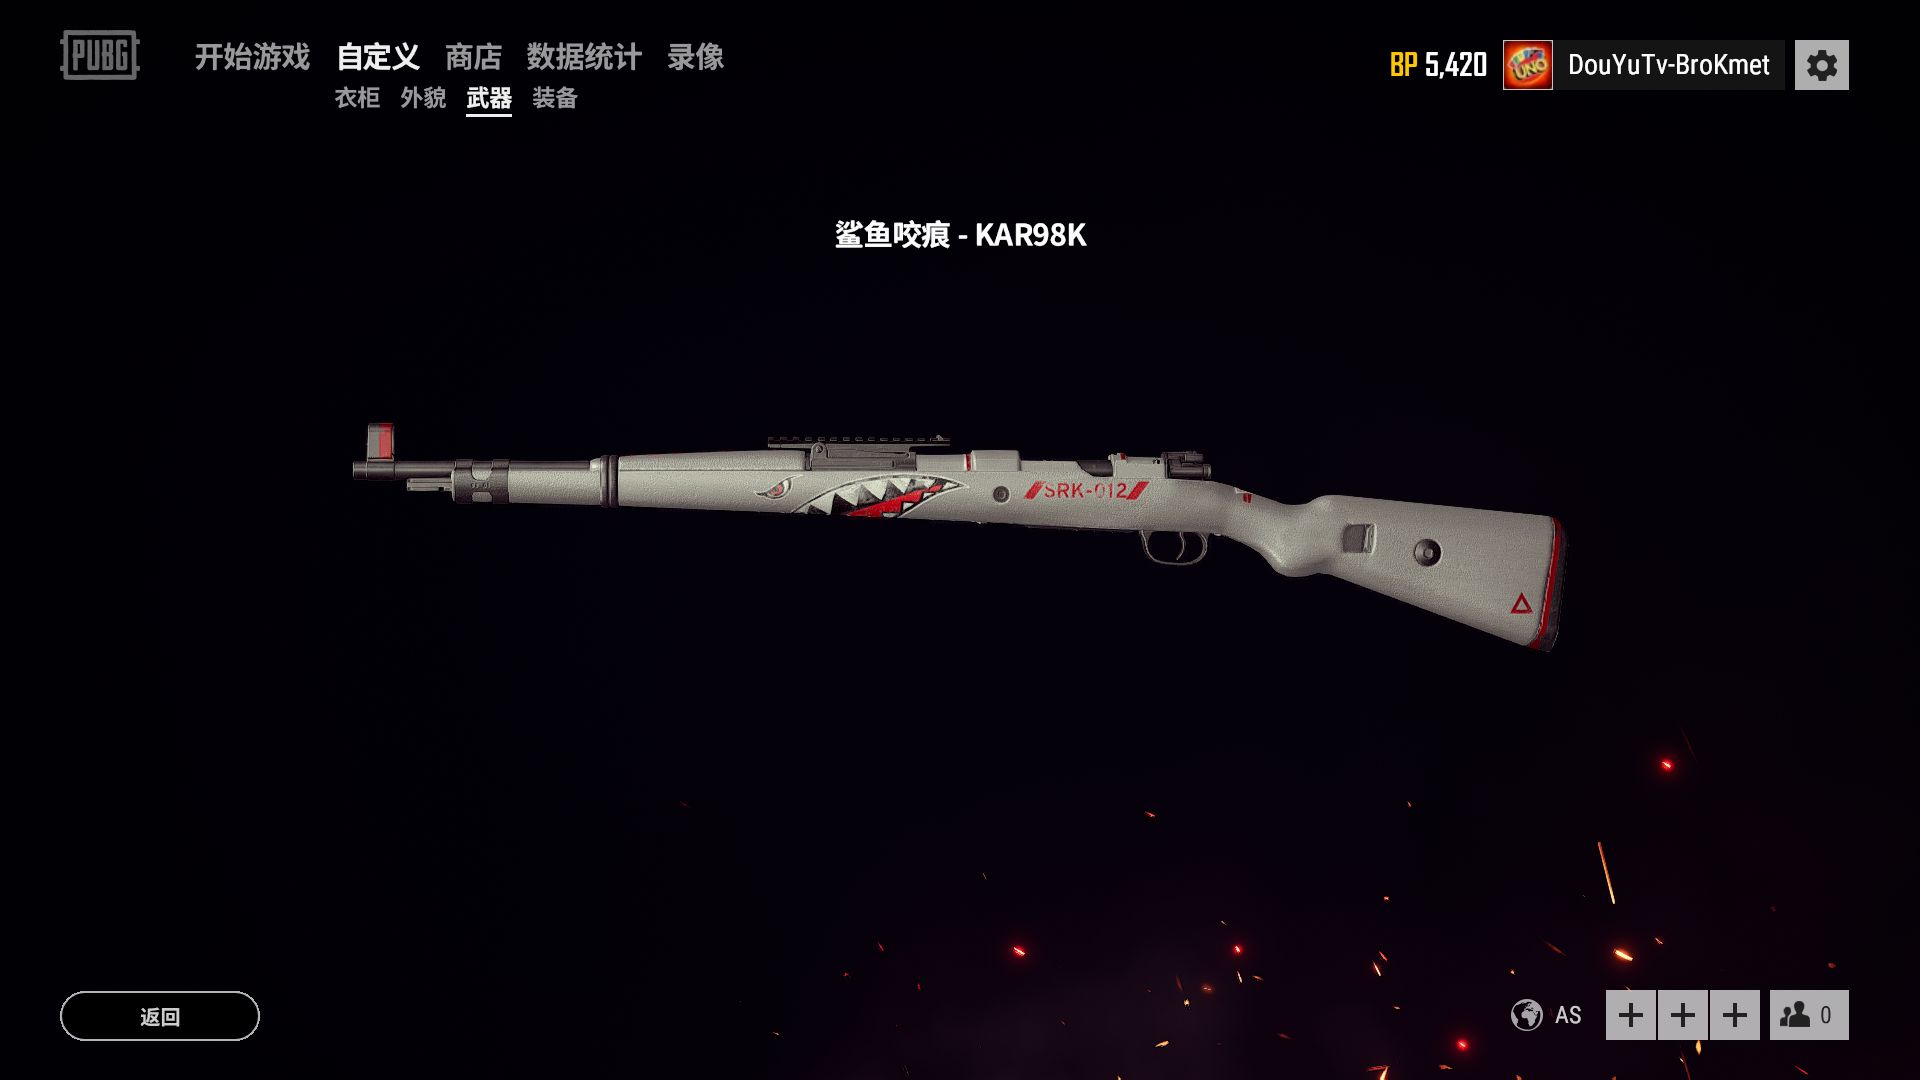 PUBG
开始游戏 自定义 商店 数据统计 录像
衣柜 外貌 武器 装备
BP 5,420
UNO
DouYuTv-BroKmet
鲨鱼咬痕 - KAR98K
SRK-012
返回
AS
0